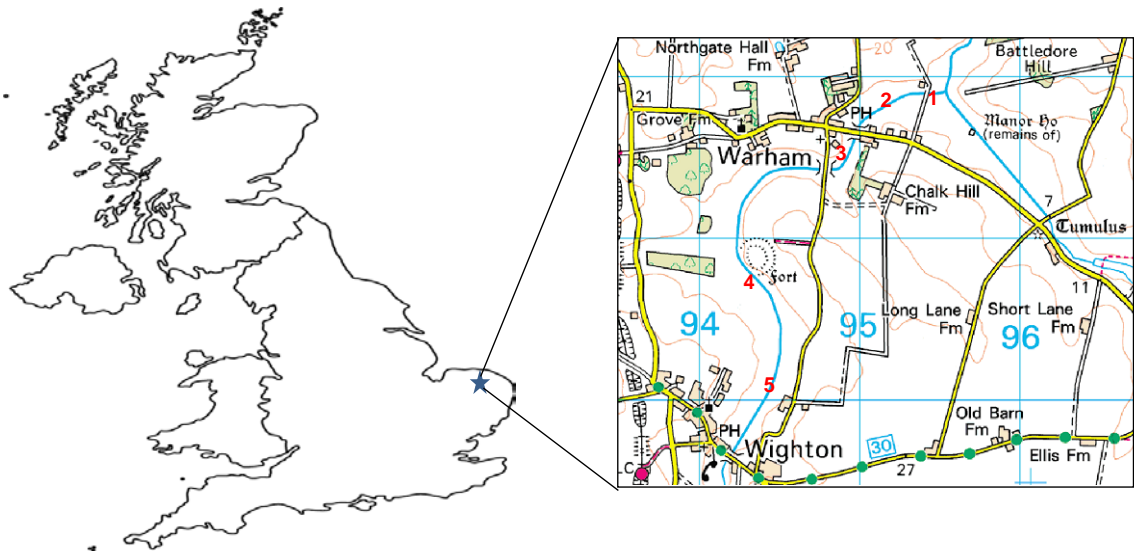 Northgate Hall
Fm
20
Battledore
Hill
21
Grove Fm
PH
2
1
Manor Ho
(remains of)
Warham
3
Chalk Hill
Fm
7
Tumulus
4
Fort
94
95
96
Long Lane
Fm
Short Lane
Fm
11
5
PH
Wighton
30
27
Old Barn
Fm
Ellis Fm
C